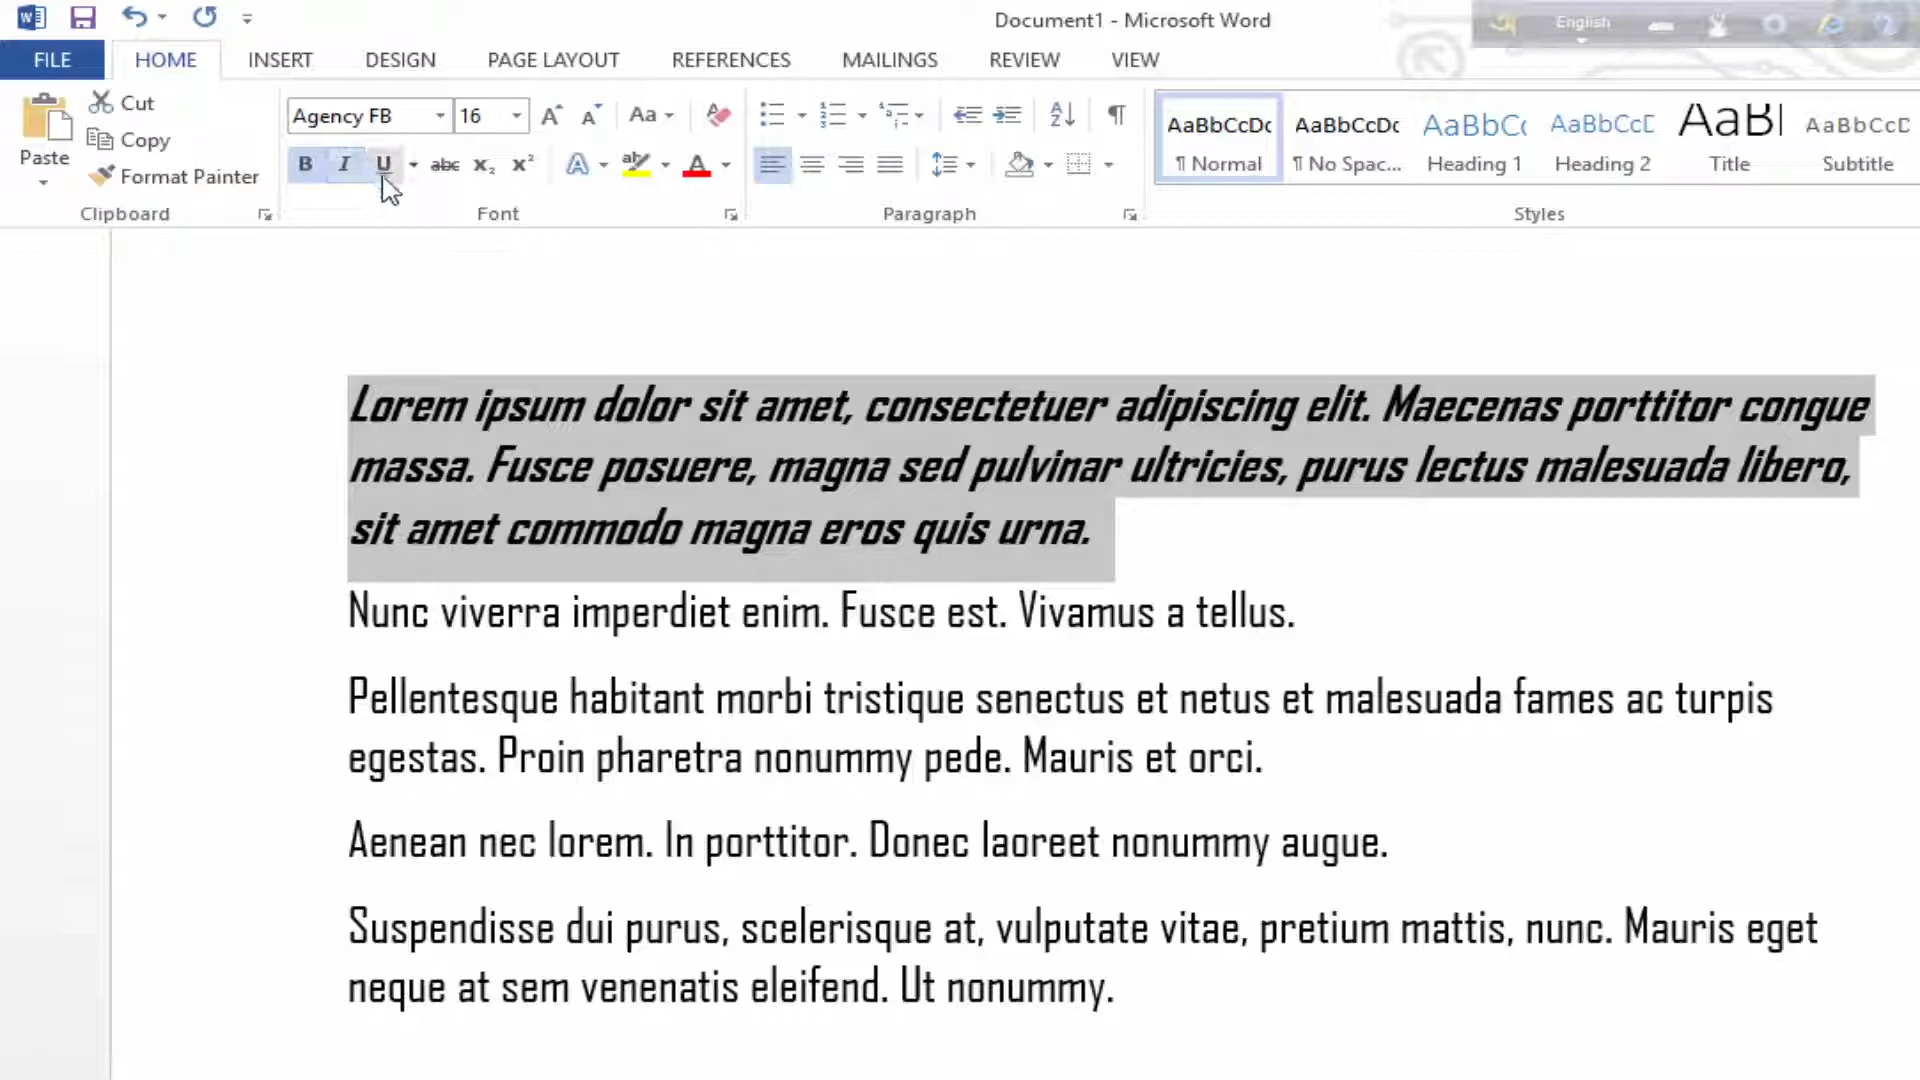 Document1 - Microsoft Word
English
FILE HOME INSERT DESIGN PAGE LAYOUT REFERENCES MAILINGS REVIEW VIEW
Paste
Cut
Copy
Format Painter
Clipboard
Agency FB 16 Aa
B I U abc x₂ x² A aby A
Font
Paragraph
AaBbCcDc AaBbCcDc AaBbCc AaBbCcD AaBl AaBbCcD
¶ Normal ¶ No Spac... Heading 1 Heading 2 Title Subtitle
Styles
Lorem ipsum dolor sit amet, consectetuer adipiscing elit. Maecenas porttitor congue
massa. Fusce posuere, magna sed pulvinar ultricies, purus lectus malesuada libero,
sit amet commodo magna eros quis urna.
Nunc viverra imperdiet enim. Fusce est. Vivamus a tellus.
Pellentesque habitant morbi tristique senectus et netus et malesuada fames ac turpis
egestas. Proin pharetra nonummy pede. Mauris et orci.
Aenean nec lorem. In porttitor. Donec laoreet nonummy augue.
Suspendisse dui purus, scelerisque at, vulputate vitae, pretium mattis, nunc. Mauris eget
neque at sem venenatis eleifend. Ut nonummy.